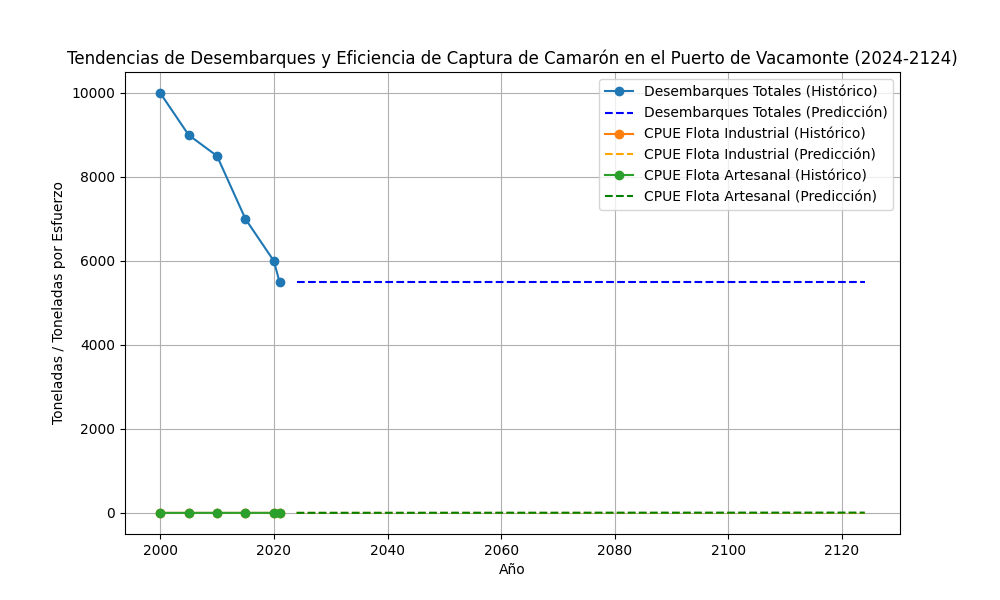 Tendencias de Desembarques y Eficiencia de Captura de Camarón en el Puerto de Vacamonte (2024-2124)
Desembarques Totales (Histórico)
Desembarques Totales (Predicción)
CPUE Flota Industrial (Histórico)
CPUE Flota Industrial (Predicción)
CPUE Flota Artesanal (Histórico)
CPUE Flota Artesanal (Predicción)
Toneladas / Toneladas por Esfuerzo
10000
8000
6000
4000
2000
0
2000 2020 2040 2060 2080 2100 2120
Año